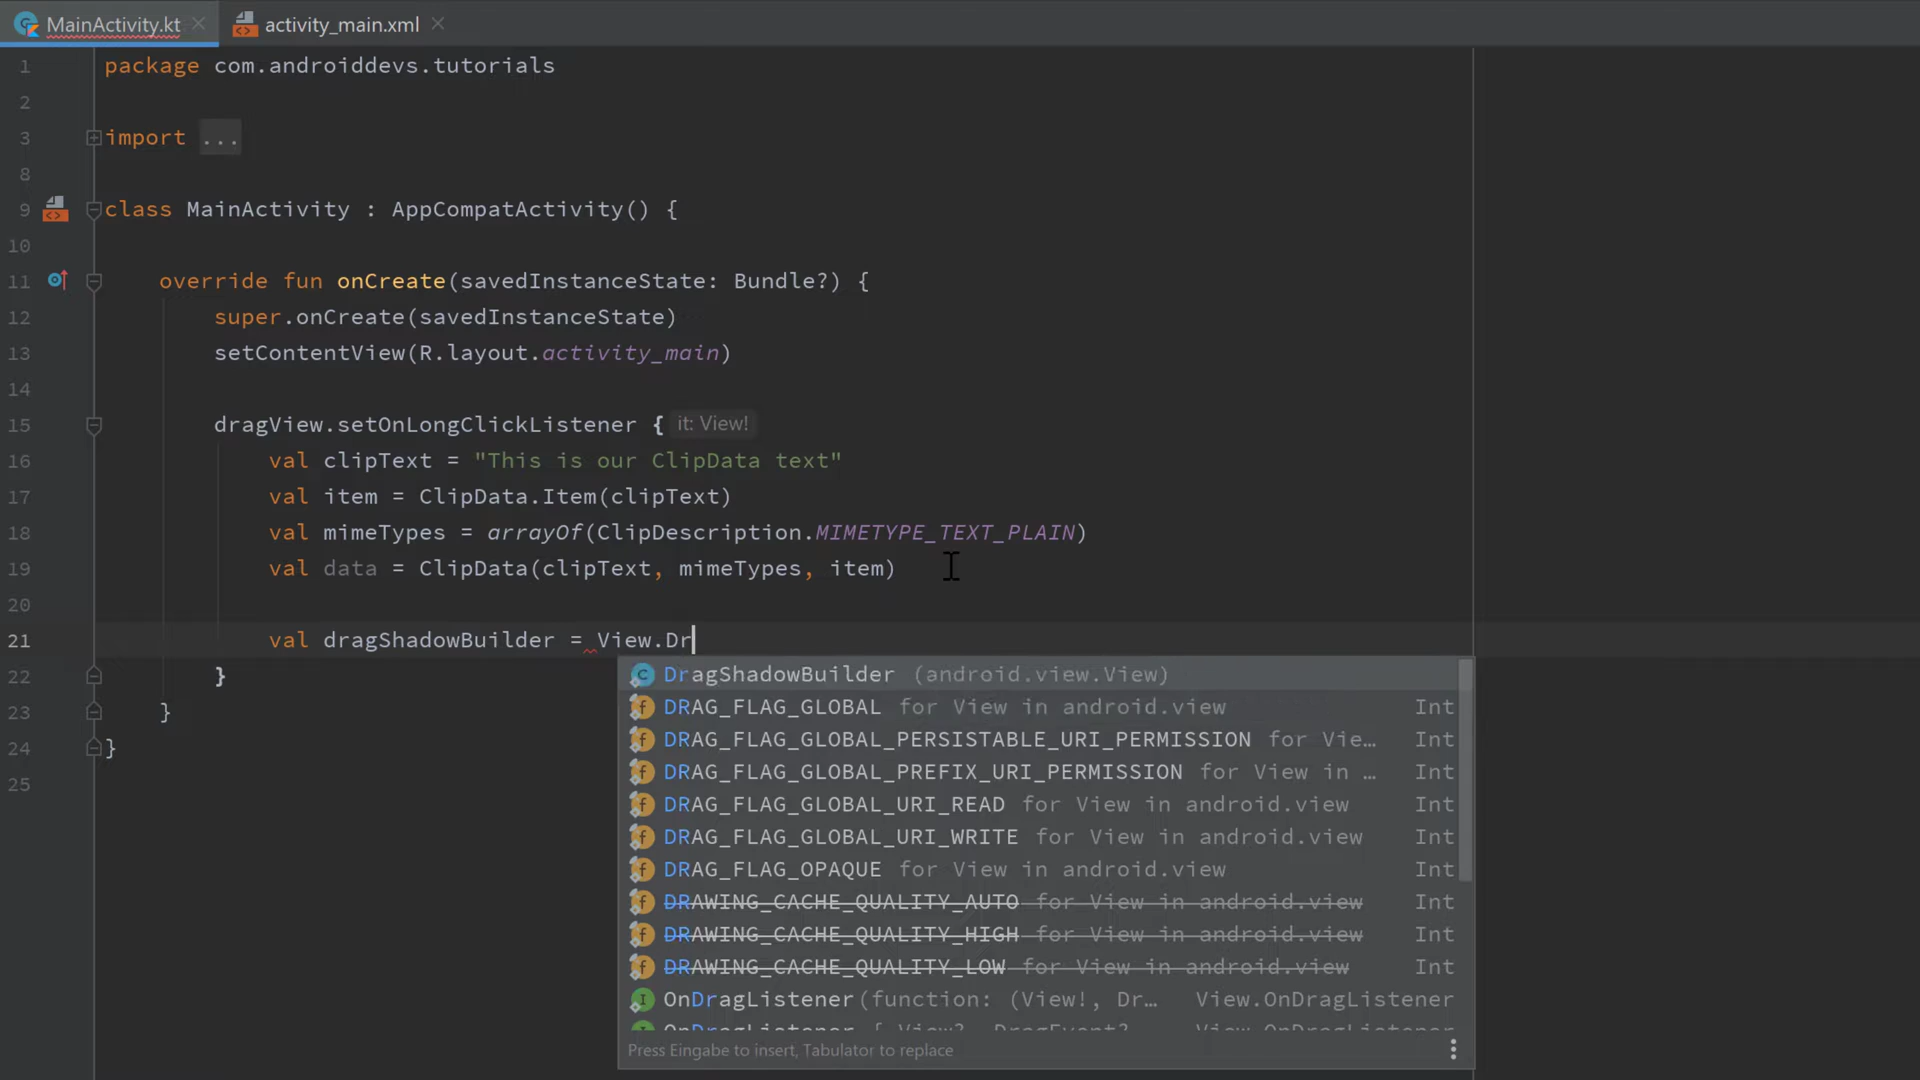 MainActivity.kt
activity_main.xml
1 package com.androiddevs.tutorials
2
3 import ...
8
9 class MainActivity : AppCompatActivity() {
10
11 override fun onCreate(savedInstanceState: Bundle?) {
12 super.onCreate(savedInstanceState)
13 setContentView(R.layout.activity_main)
14
15 dragView.setOnLongClickListener { it: View!
16 val clipText = "This is our ClipData text"
17 val item = ClipData.Item(clipText)
18 val mimeTypes = arrayOf(ClipDescription.MIMETYPE_TEXT_PLAIN)
19 val data = ClipData(clipText, mimeTypes, item)
20
21 val dragShadowBuilder = View.Dr
22 }
23 }
24 }
25
DragShadowBuilder (android.view.View)
DRAG_FLAG_GLOBAL for View in android.view Int
DRAG_FLAG_GLOBAL_PERSISTABLE_URI_PERMISSION for Vie… Int
DRAG_FLAG_GLOBAL_PREFIX_URI_PERMISSION for View in … Int
DRAG_FLAG_GLOBAL_URI_READ for View in android.view Int
DRAG_FLAG_GLOBAL_URI_WRITE for View in android.view Int
DRAG_FLAG_OPAQUE for View in android.view Int
DRAWING_CACHE_QUALITY_AUTO for View in android.view Int
DRAWING_CACHE_QUALITY_HIGH for View in android.view Int
DRAWING_CACHE_QUALITY_LOW for View in android.view Int
OnDragListener(function: (View!, Dr… View.OnDragListener
OnDragListener { View?, DragEvent? View.OnDragListener
Press Eingabe to insert, Tabulator to replace